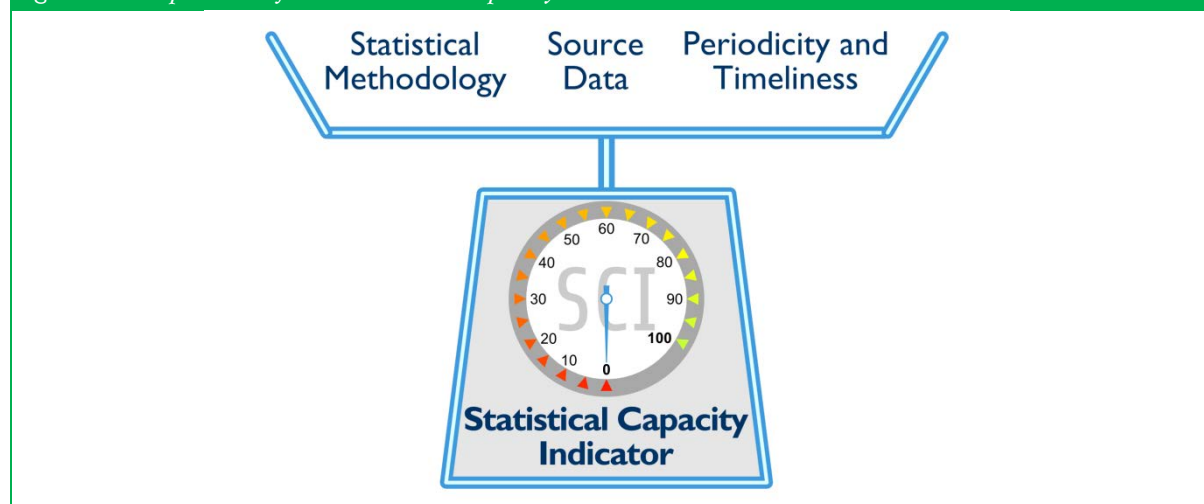 Statistical Methodology
Source Data
Periodicity and Timeliness
60
50
70
40
80
SCI
30
90
20
100
10
0
Statistical Capacity
Indicator